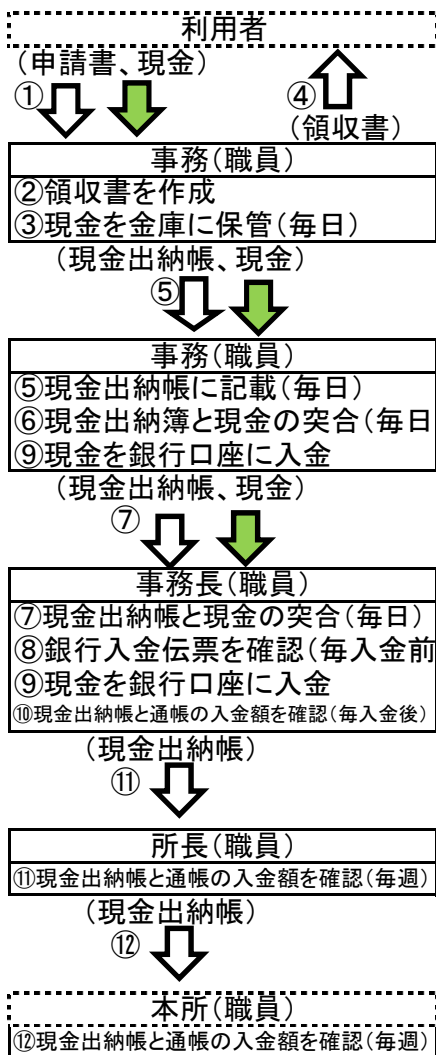 利用者
(申請書、現金)
①
④
(領収書)
事務(職員)
②領収書を作成
③現金を金庫に保管(毎日)
(現金出納帳、現金)
⑤
事務(職員)
⑤現金出納帳に記載(毎日)
⑥現金出納簿と現金の突合(毎日
⑨現金を銀行口座に入金
(現金出納帳、現金)
⑦
事務長(職員)
⑦現金出納帳と現金の突合(毎日)
⑧銀行入金伝票を確認(毎入金前
⑨現金を銀行口座に入金
⑩現金出納帳と通帳の入金額を確認(毎入金後)
(現金出納帳)
⑪
所長(職員)
⑪現金出納帳と通帳の入金額を確認(毎週)
(現金出納帳)
⑫
本所(職員)
⑫現金出納帳と通帳の入金額を確認(毎週)